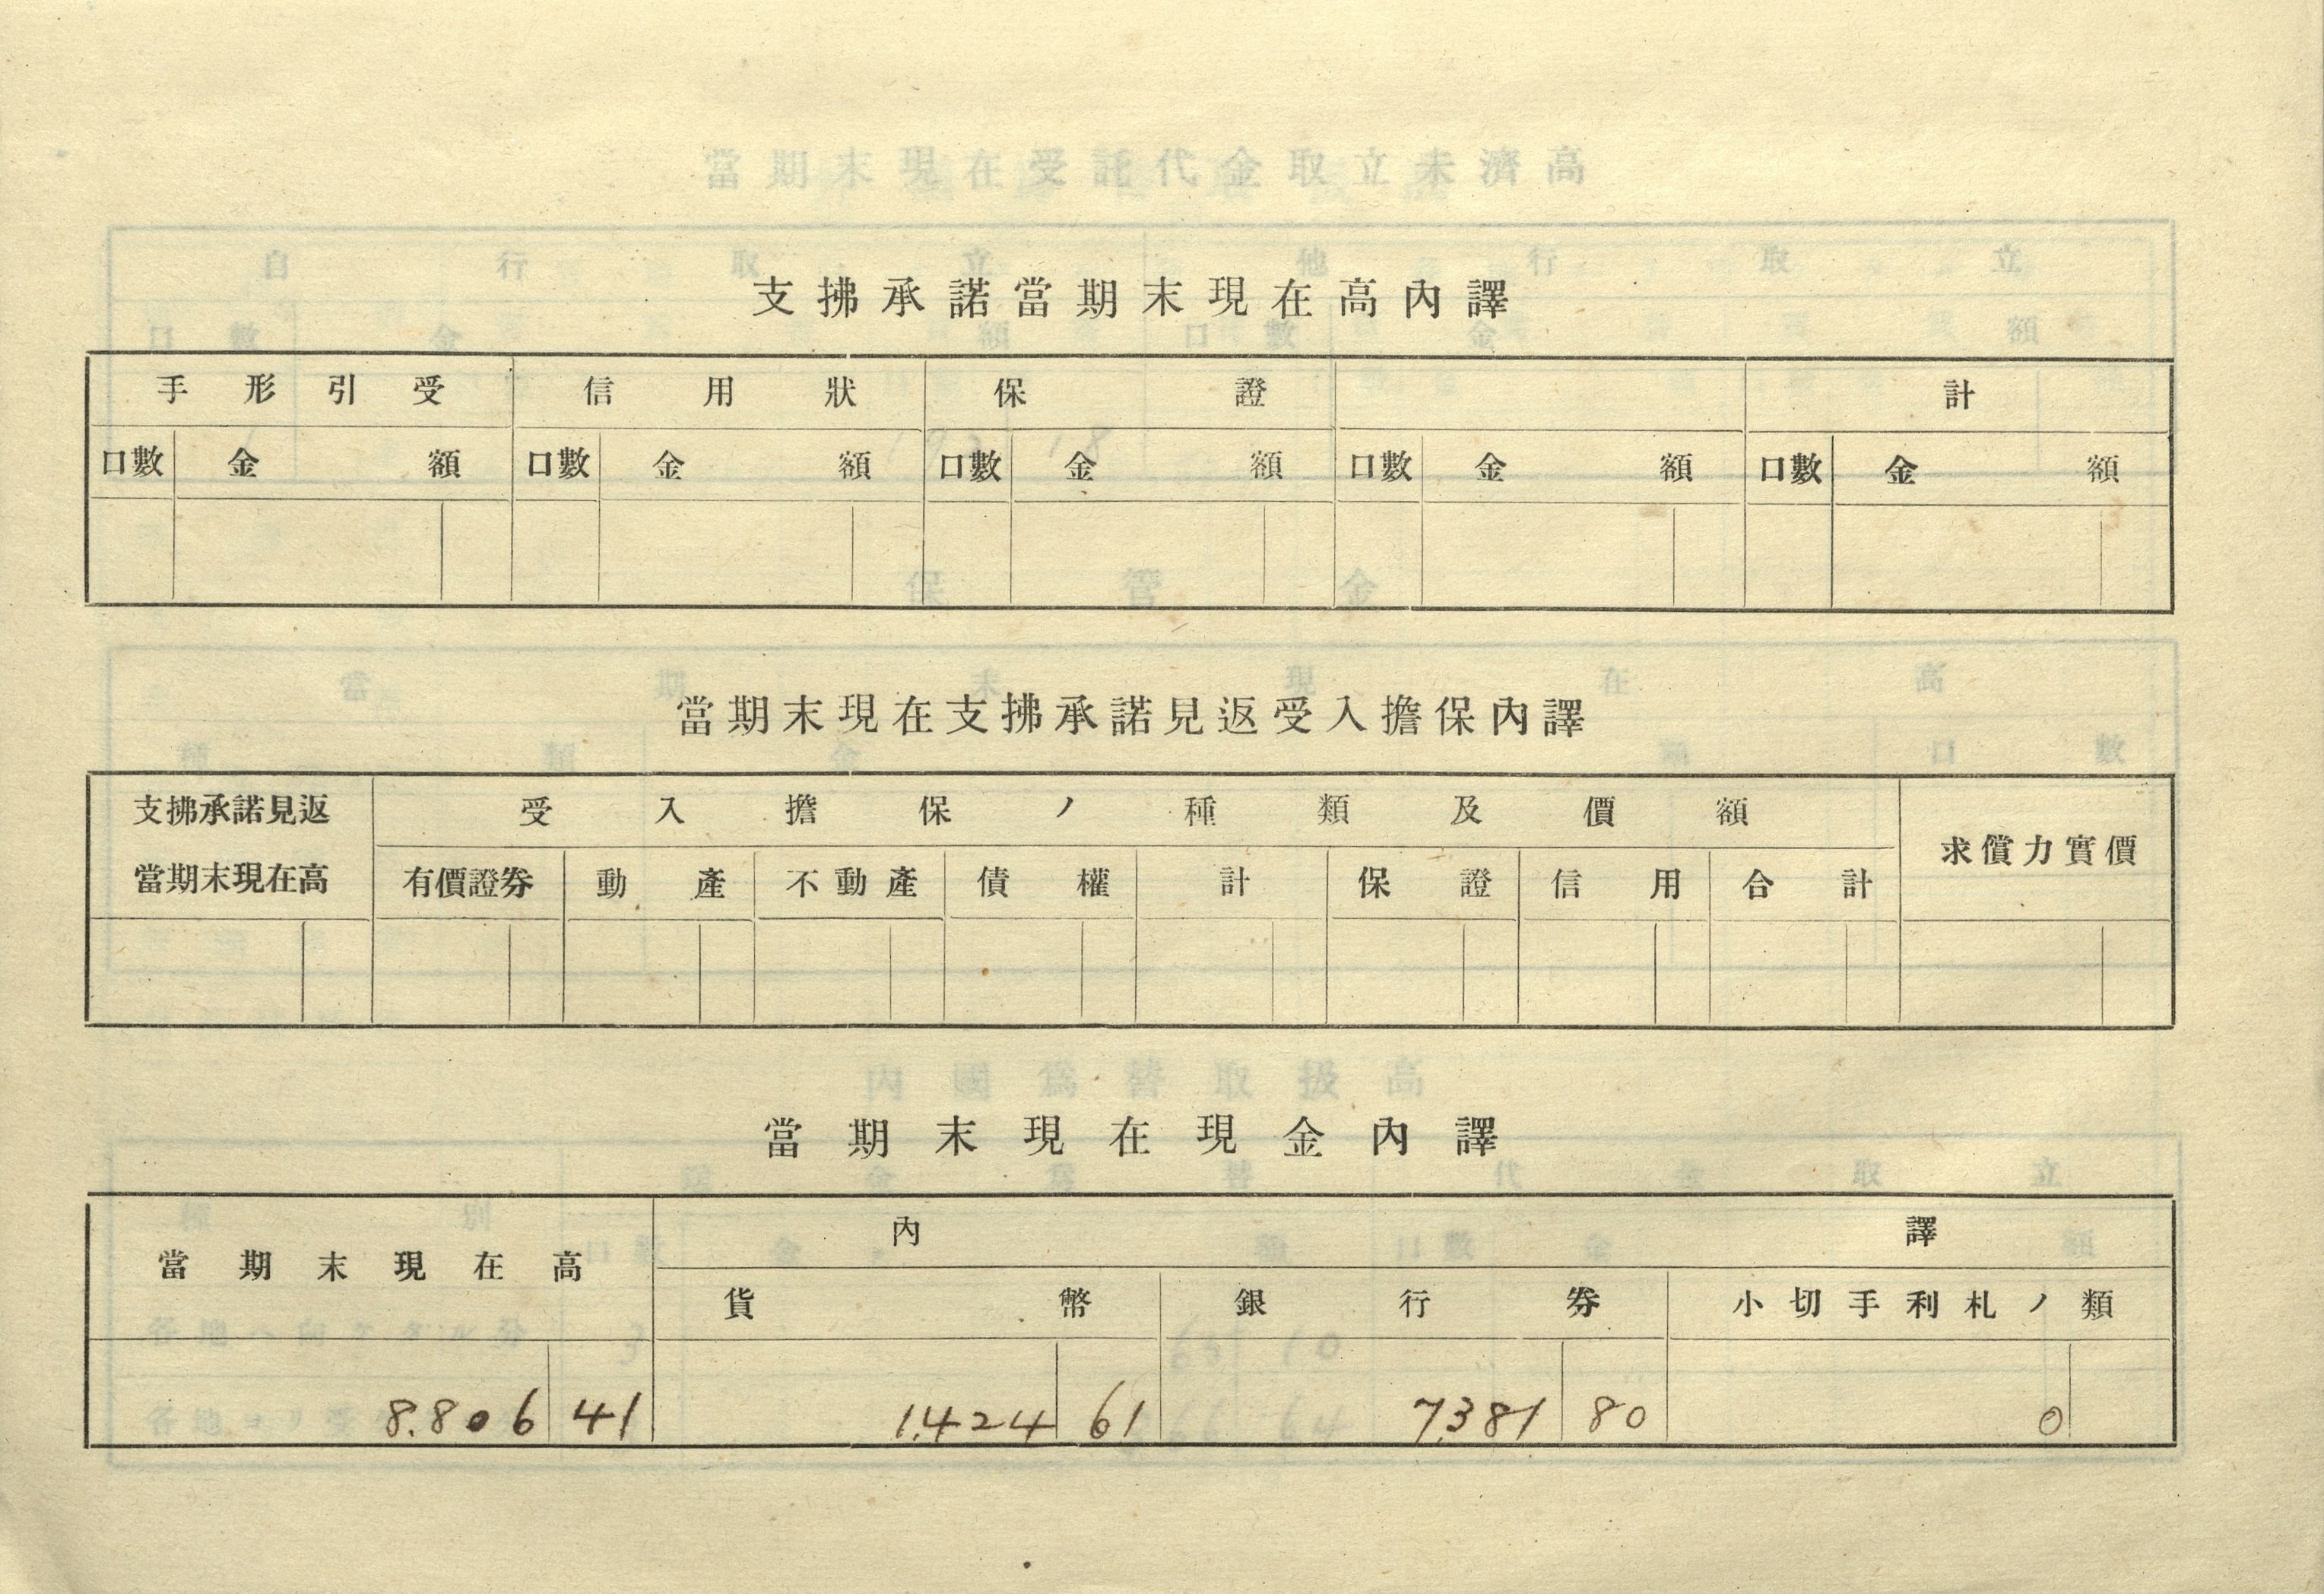 支拂承諾當期末現在高內譯
手形引受 信用狀 保證 計
口數 金額 口數 金額 口數 金額 口數 金額 口數 金額
當期末現在支拂承諾見返受入擔保內譯
支拂承諾見返 受入擔保ノ種類及價額 求償力實價
當期末現在高 有價證券 動產 不動產 債權 計 保證 信用 合計
當期末現在現金內譯
當期末現在高 內譯
貨幣 銀行券 小切手利札ノ類
8.806 41 1,424 61 7,381 80 0